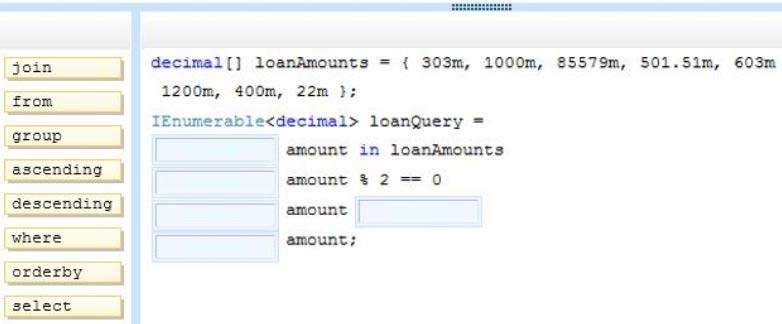 join
from
group
ascending
descending
where
orderby
select
decimal[] loanAmounts = { 303m, 1000m, 85579m, 501.51m, 603m
1200m, 400m, 22m };
IEnumerable<decimal> loanQuery =
amount in loanAmounts
amount % 2 == 0
amount
amount;